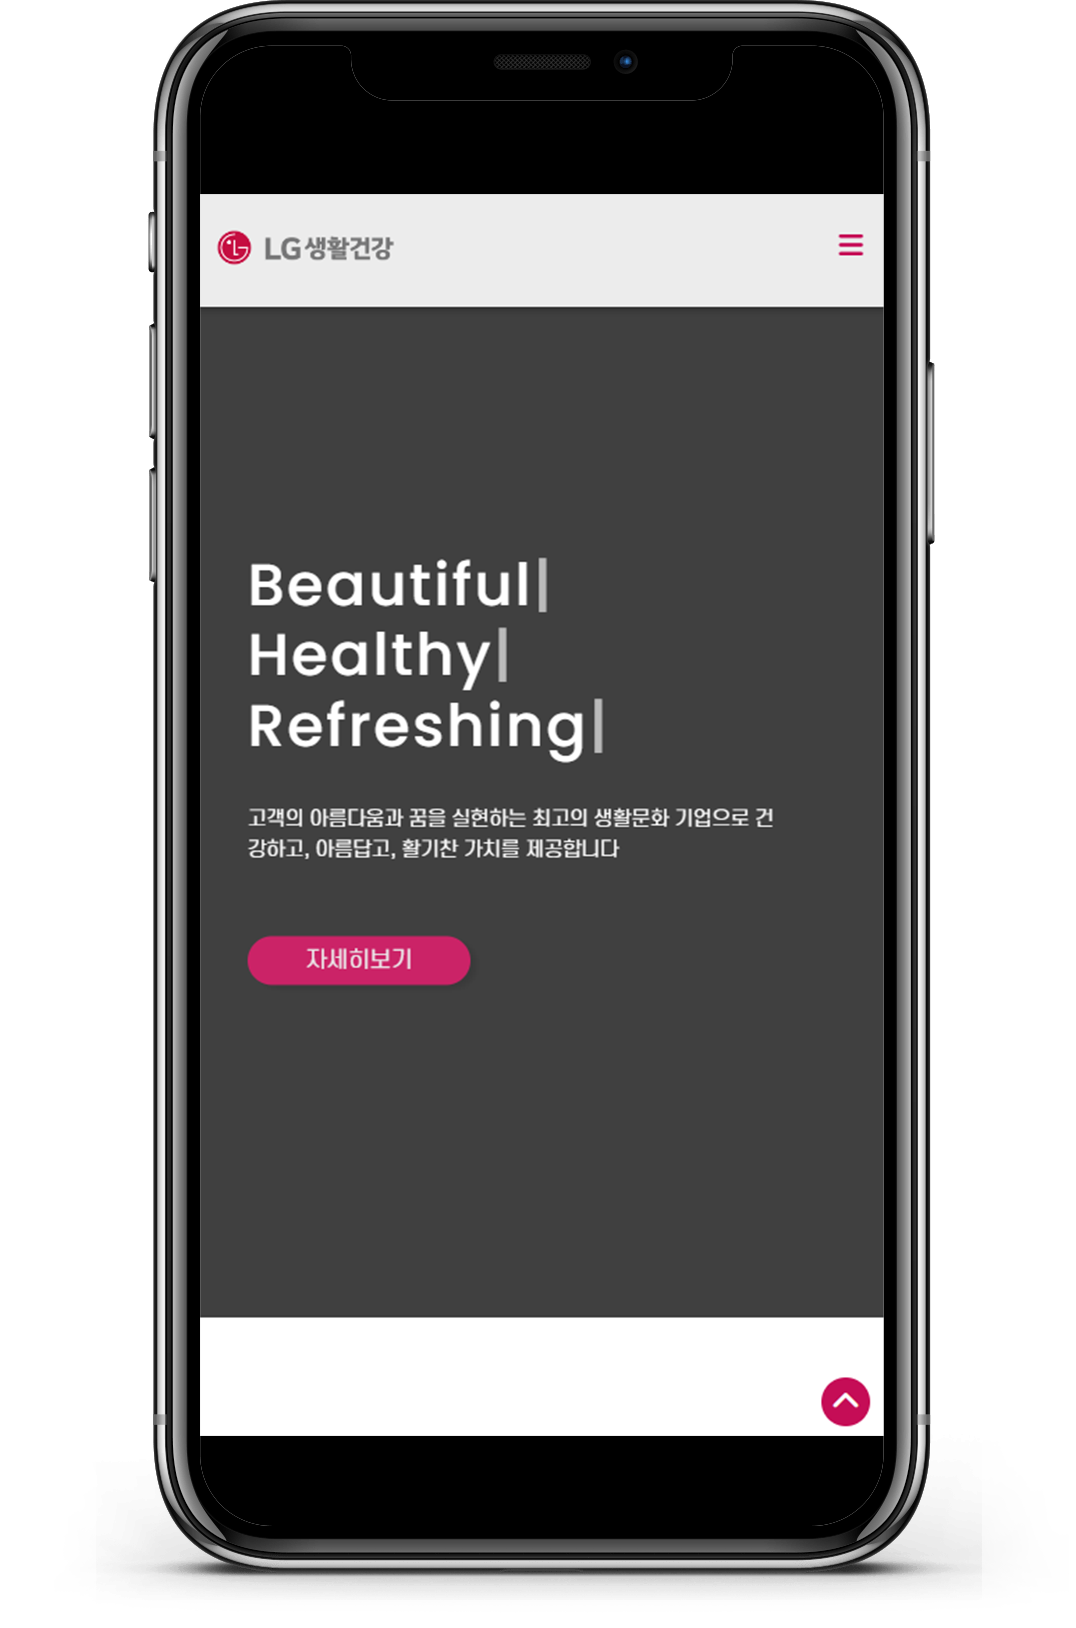 LG생활건강
Beautiful|
Healthy|
Refreshing|
고객의 아름다움과 꿈을 실현하는 최고의 생활문화 기업으로 건
강하고, 아름답고, 활기찬 가치를 제공합니다
자세히보기